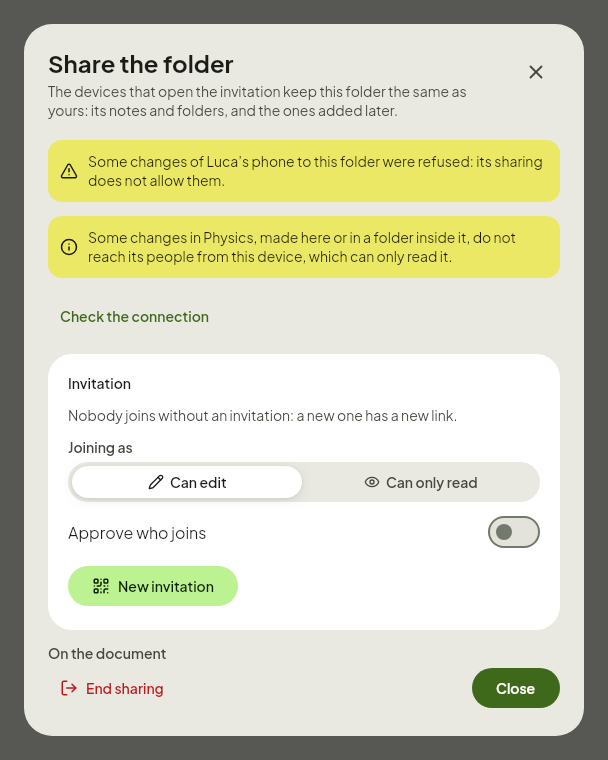 Share the folder
The devices that open the invitation keep this folder the same as
yours: its notes and folders, and the ones added later.
Some changes of Luca’s phone to this folder were refused: its sharing
does not allow them.
Some changes in Physics, made here or in a folder inside it, do not
reach its people from this device, which can only read it.
Check the connection
Invitation
Nobody joins without an invitation: a new one has a new link.
Joining as
Can edit
Can only read
Approve who joins
New invitation
On the document
End sharing
Close